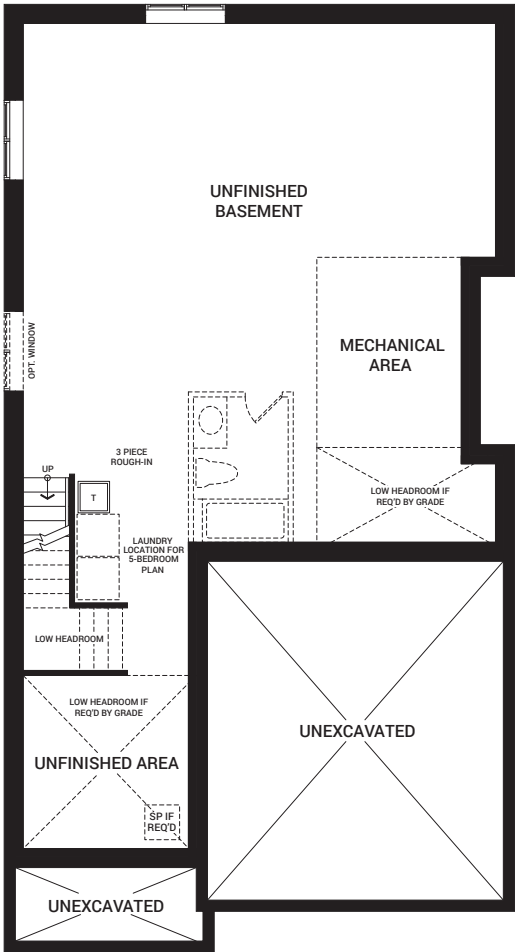 UNFINISHED
BASEMENT
OPT. WINDOW
MECHANICAL
AREA
3 PIECE
ROUGH-IN
UP
T
LOW HEADROOM IF
REQ'D BY GRADE
LAUNDRY
LOCATION FOR
5-BEDROOM
PLAN
LOW HEADROOM
LOW HEADROOM IF
REQ'D BY GRADE
UNEXCAVATED
UNFINISHED AREA
SP IF
REQ'D
UNEXCAVATED